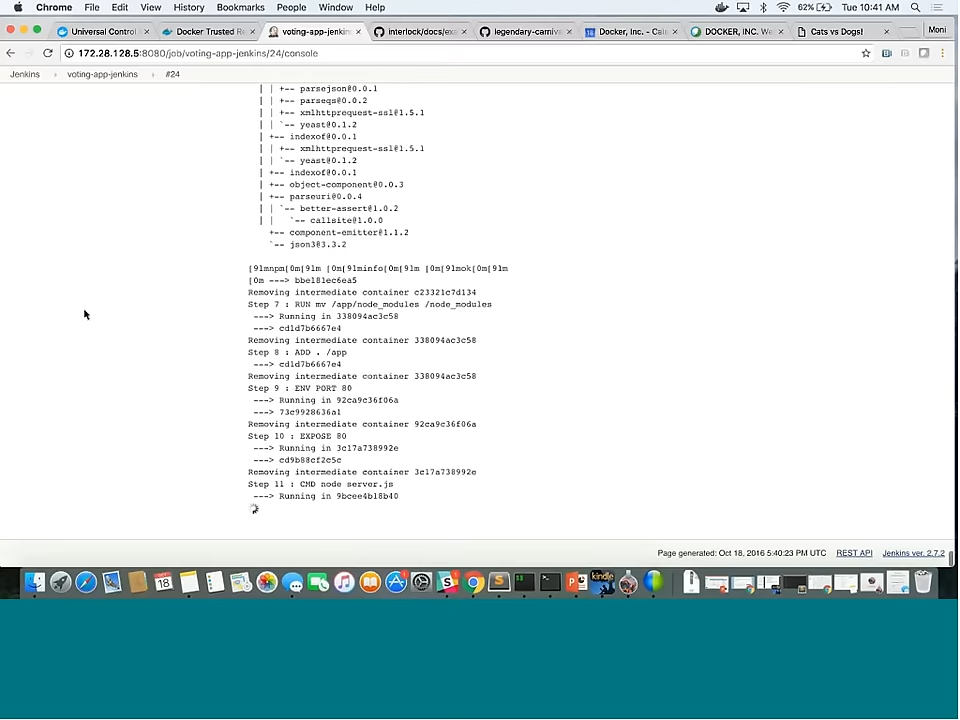 Chrome File Edit View History Bookmarks People Window Help 62% Tue 10:41 AM
Universal Control Docker Trusted Re voting-app-jenkins interlock/docs/exa legendary-carniva Docker, Inc. - Cale DOCKER, INC. We Cats vs Dogs! Moni
172.28.128.5:8080/job/voting-app-jenkins/24/console
Jenkins voting-app-jenkins #24
| | +-- parsejson@0.0.1
| | +-- parseqs@0.0.2
| | +-- xmlhttprequest-ssl@1.5.1
| | `-- yeast@0.1.2
| +-- indexof@0.0.1
| +-- xmlhttprequest-ssl@1.5.1
| | `-- yeast@0.1.2
| +-- indexof@0.0.1
| +-- object-component@0.0.3
| +-- parseuri@0.0.4
| | `-- better-assert@1.0.2
| | `-- callsite@1.0.0
+-- component-emitter@1.1.2
`-- json3@3.3.2
[91mnpm[0m[91m [0m[91minfo[0m[91m [0m[91mok[0m[91m
[0m ---> bbe181ec6ea5
Removing intermediate container c23321c7d134
Step 7 : RUN mv /app/node_modules /node_modules
---> Running in 338094ac3c58
---> cd1d7b6667e4
Removing intermediate container 338094ac3c58
Step 8 : ADD . /app
---> cd1d7b6667e4
Removing intermediate container 338094ac3c58
Step 9 : ENV PORT 80
---> Running in 92ca9c36f06a
---> 73c9928636a1
Removing intermediate container 92ca9c36f06a
Step 10 : EXPOSE 80
---> Running in 3c17a738992e
---> cd9b88cf2c5c
Removing intermediate container 3c17a738992e
Step 11 : CMD node server.js
---> Running in 9bcee4b18b40
Page generated: Oct 18, 2016 5:40:23 PM UTC REST API Jenkins ver. 2.7.2
18
kindle